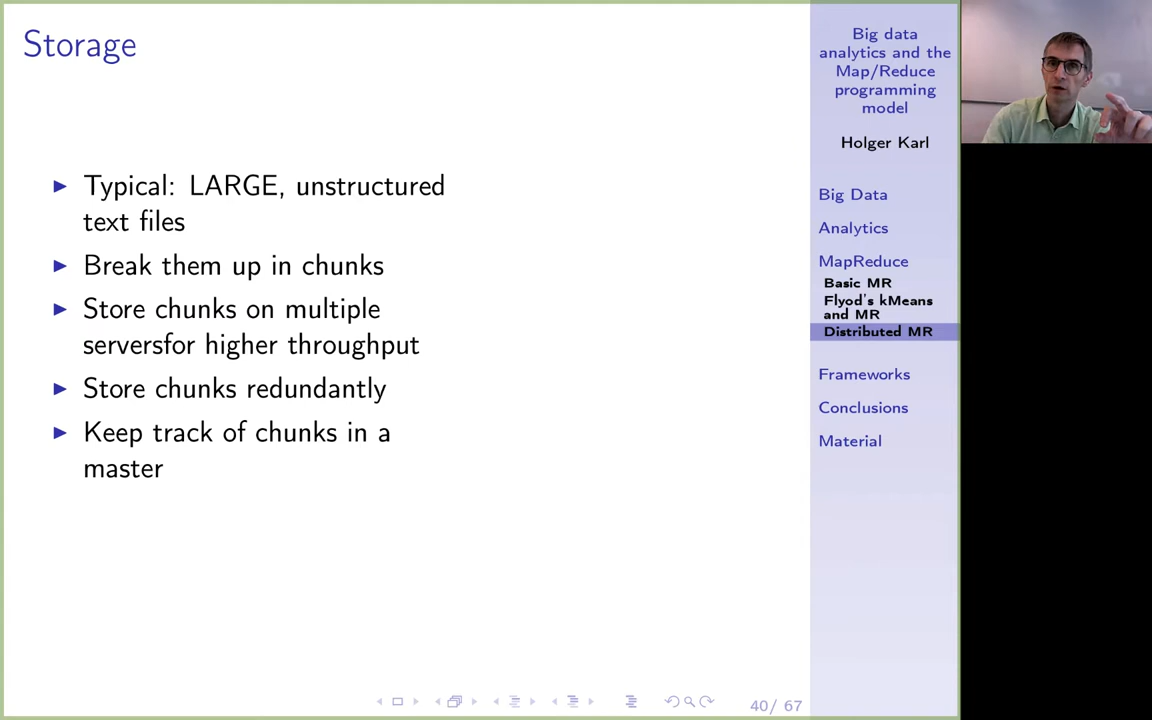 Storage
Typical: LARGE, unstructured
text files
Break them up in chunks
Store chunks on multiple
serversfor higher throughput
Store chunks redundantly
Keep track of chunks in a
master
Big data
analytics and the
Map/Reduce
programming
model
Holger Karl
Big Data
Analytics
MapReduce
Basic MR
Flyod's kMeans
and MR
Distributed MR
Frameworks
Conclusions
Material
40/ 67